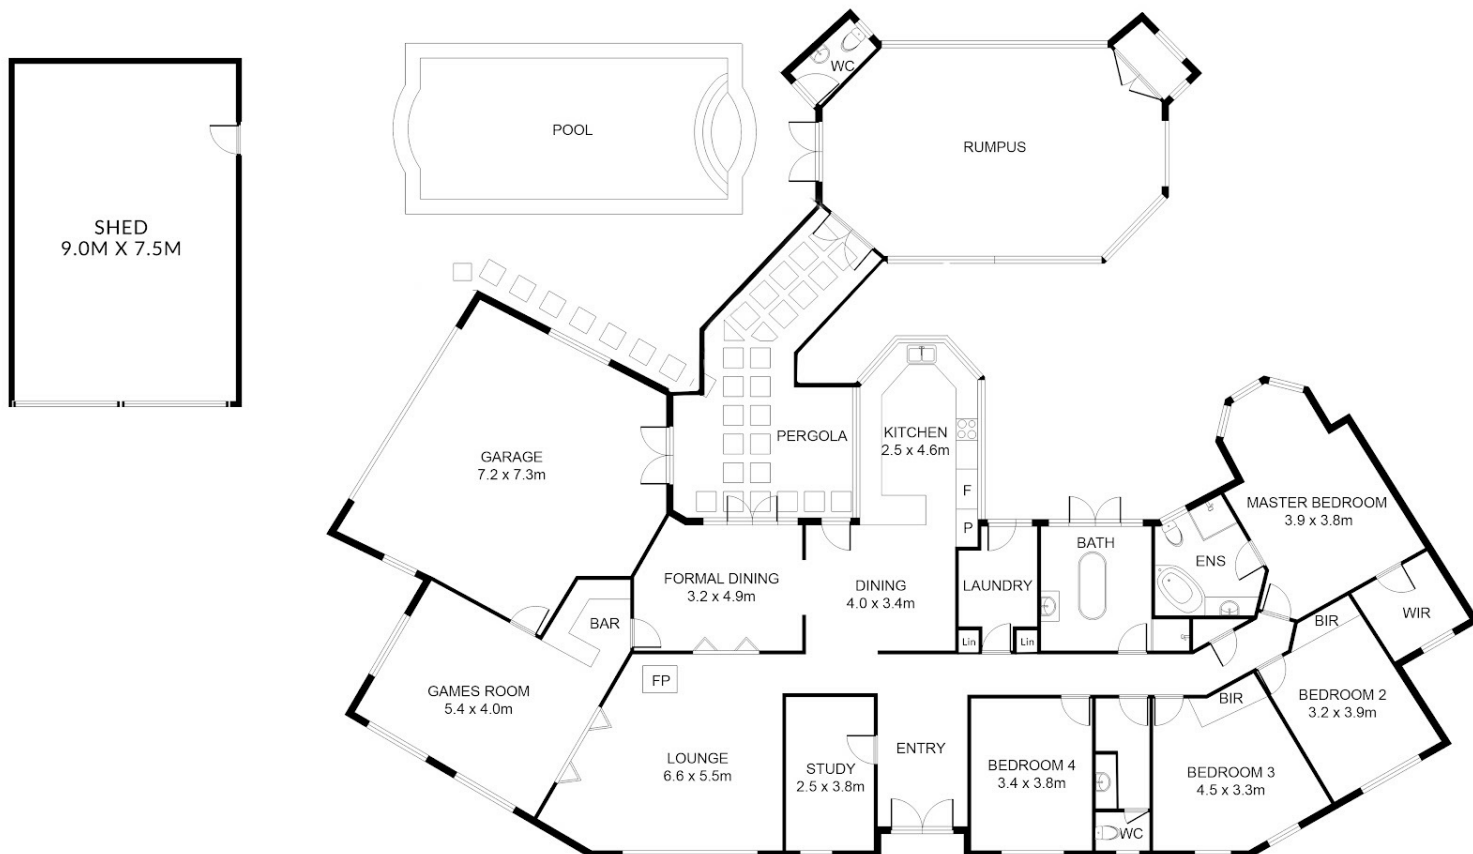 WC
POOL
RUMPUS
SHED
9.0M X 7.5M
PERGOLA
KITCHEN
2.5 x 4.6m
GARAGE
7.2 x 7.3m
F
P
MASTER BEDROOM
3.9 x 3.8m
BATH
ENS
FORMAL DINING
3.2 x 4.9m
DINING
4.0 x 3.4m
LAUNDRY
WIR
BAR
BIR
Lin
Lin
FP
GAMES ROOM
5.4 x 4.0m
BEDROOM 2
3.2 x 3.9m
BIR
ENTRY
LOUNGE
6.6 x 5.5m
STUDY
2.5 x 3.8m
BEDROOM 4
3.4 x 3.8m
BEDROOM 3
4.5 x 3.3m
WC